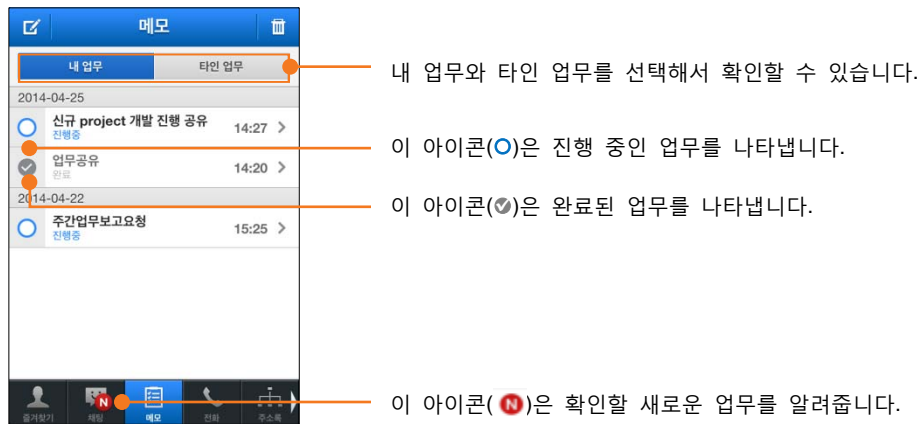 메모
내 업무 타인 업무
내 업무와 타인 업무를 선택해서 확인할 수 있습니다.
2014-04-25
신규 project 개발 진행 공유
진행중
14:27
이 아이콘()은 진행 중인 업무를 나타냅니다.
업무공유
완료
14:20
2014-04-22
이 아이콘()은 완료된 업무를 나타냅니다.
주간업무보고요청
진행중
15:25
N
즐겨찾기 채팅 메모 전화 주소록
이 아이콘( N )은 확인할 새로운 업무를 알려줍니다.